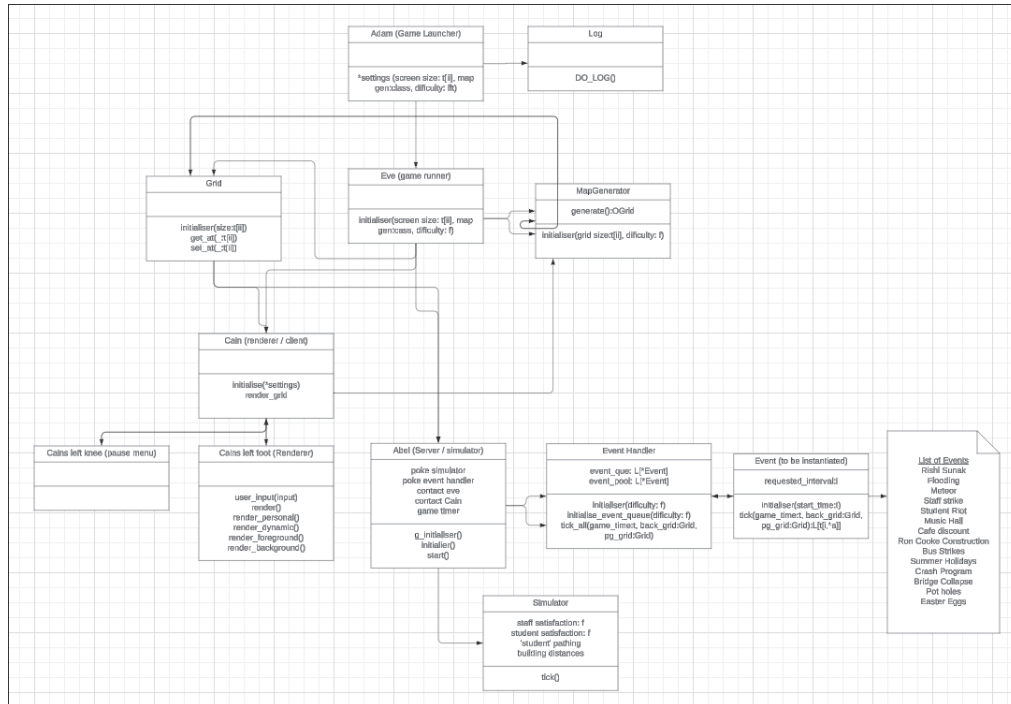 Adam (Game Launcher)
*settings (screen size: t[ii], map
gen:class, dificulty: fft)
Log
DO_LOG()
Grid
initialiser(size:t[ii])
get_at(_:t[ii])
set_at(_:t[ii])
Eve (game runner)
initialiser(screen size: t[ii], map
gen:cass, dificulty: f)
MapGenerator
generate():OGrid
initialiser(grid size:t[ii], dificulty: f)
Cain (renderer / client)
initialise(*settings)
render_grid
Cains left knee (pause menu)
Cains left foot (Renderer)
user_input(input)
render()
render_personal()
render_dynamic()
render_foreground()
render_background()
Abel (Server / simulator)
poke simulator
poke event handler
contact eve
contact Cain
game timer
g_initialiser()
initialier()
start()
Event Handler
event_que: L[*Event]
event_pool: L[*Event]
initialiser(dificulty: f)
initialise_event_queue(dificulty: f)
tick_all(game_time:t, back_grid:Grid,
pg_grid:Grid)
Event (to be instantiated)
requested_interval:i
initialiser(start_time:t)
tick(game_time:t, back_grid:Grid,
pg_grid:Grid):L[t[i,*a]]
List of Events
Rishi Sunak
Flooding
Meteor
Staff strike
Student Riot
Music Hall
Cafe discount
Ron Cooke Construction
Bus Strikes
Summer Holidays
Crash Program
Bridge Collapse
Pot holes
Easter Eggs
Simulator
staff satisfaction: f
student satisfaction: f
'student' pathing
building distances
tick()